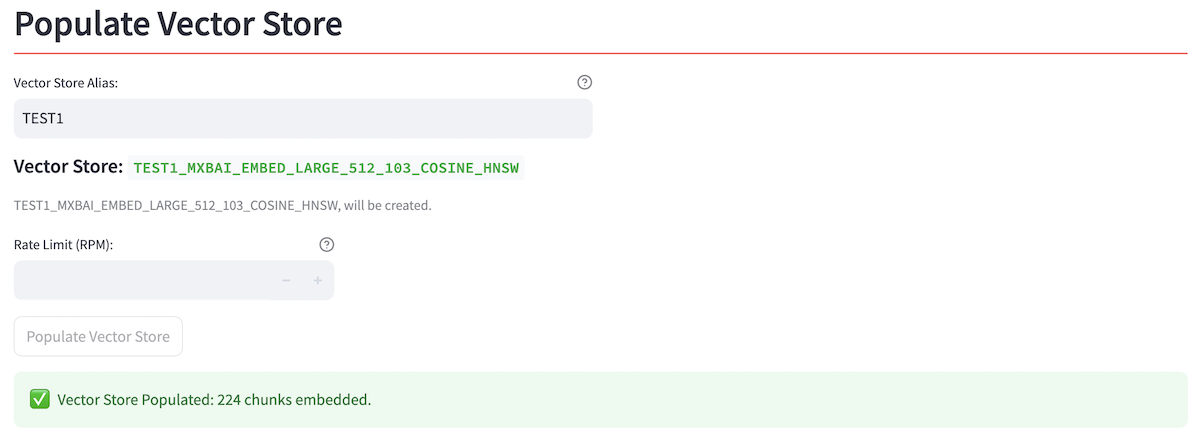 Populate Vector Store
Vector Store Alias:
TEST1
Vector Store: TEST1_MXBAI_EMBED_LARGE_512_103_COSINE_HNSW
TEST1_MXBAI_EMBED_LARGE_512_103_COSINE_HNSW, will be created.
Rate Limit (RPM):
Populate Vector Store
Vector Store Populated: 224 chunks embedded.